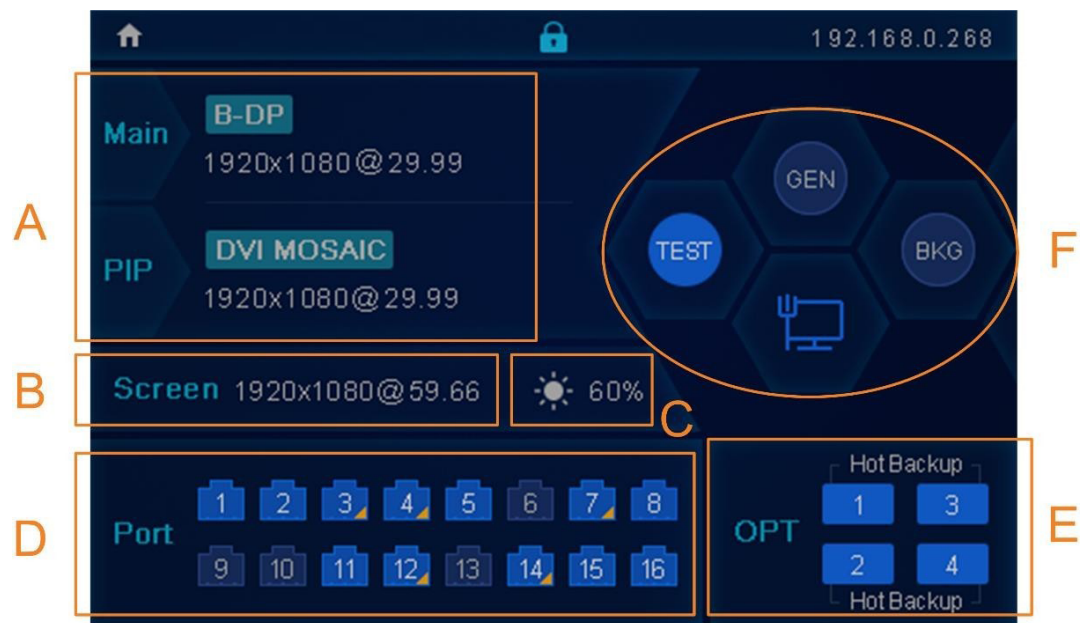 192.168.0.268
A
Main
B-DP
1920x1080@29.99
PIP
DVI MOSAIC
1920x1080@29.99
TEST
GEN
BKG
F
B
Screen 1920x1080@59.66
60%
C
D
Port
1 2 3 4 5 6 7 8
9 10 11 12 13 14 15 16
E
OPT
Hot Backup
1 3
2 4
Hot Backup